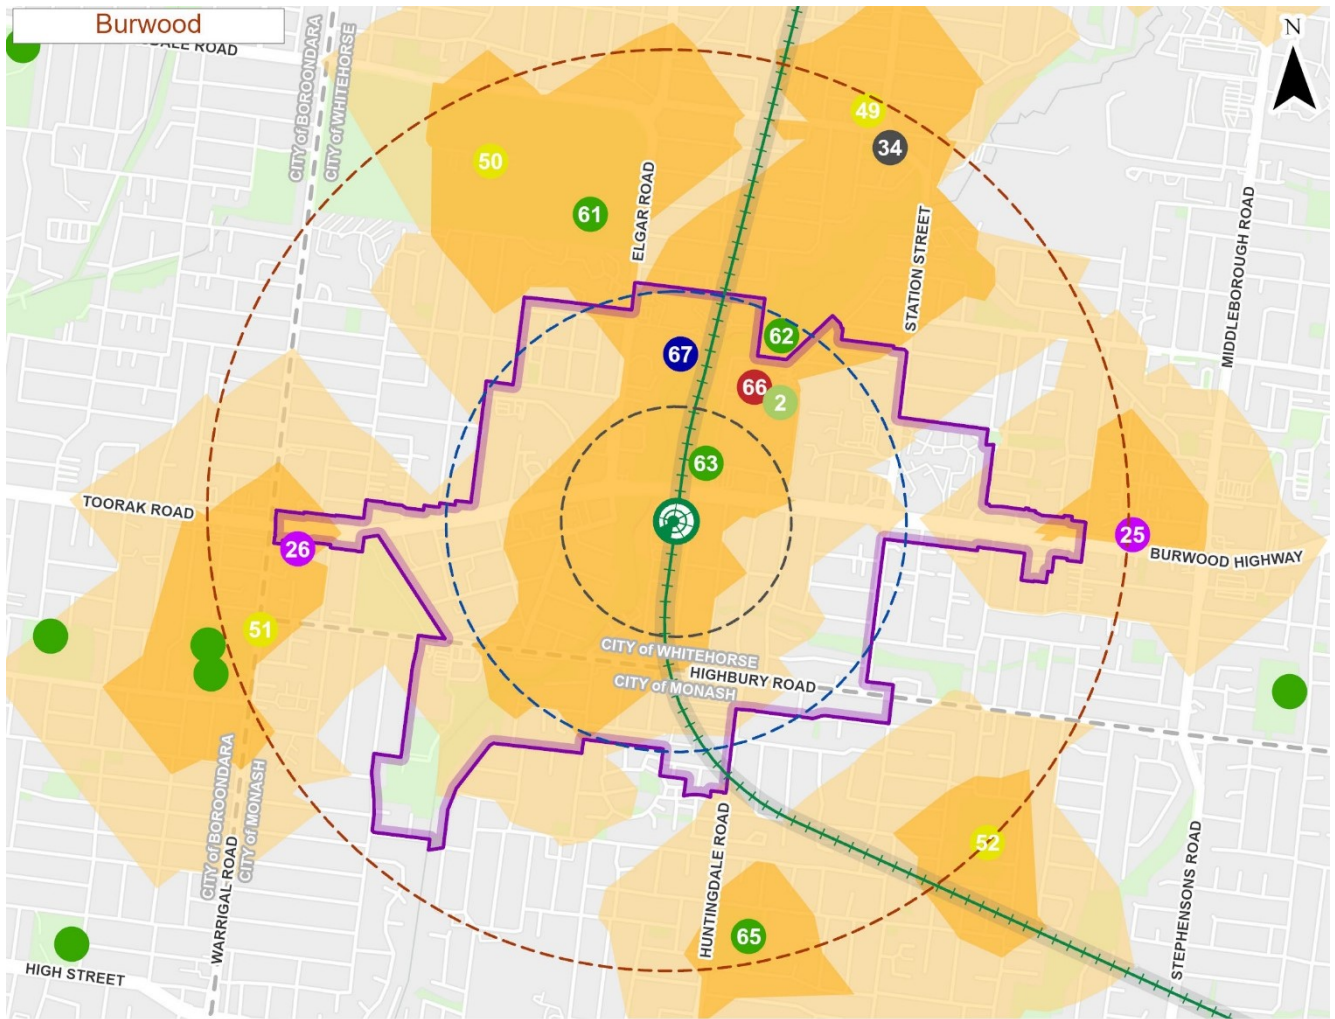 Burwood
DALE ROAD
N
CITY of BOROONDARA
CITY of WHITEHORSE
49
34
50
61
ELGAR ROAD
STATION STREET
MIDDLEBOROUGH ROAD
62
67
66
2
63
TOORAK ROAD
26
25
BURWOOD HIGHWAY
51
CITY of WHITEHORSE
HIGHBURY ROAD
CITY of MONASH
CITY of BOROONDARA
CITY of MONASH
WARRIGAL ROAD
HUNTINGDALE ROAD
52
STEPHENSONS ROAD
65
HIGH STREET